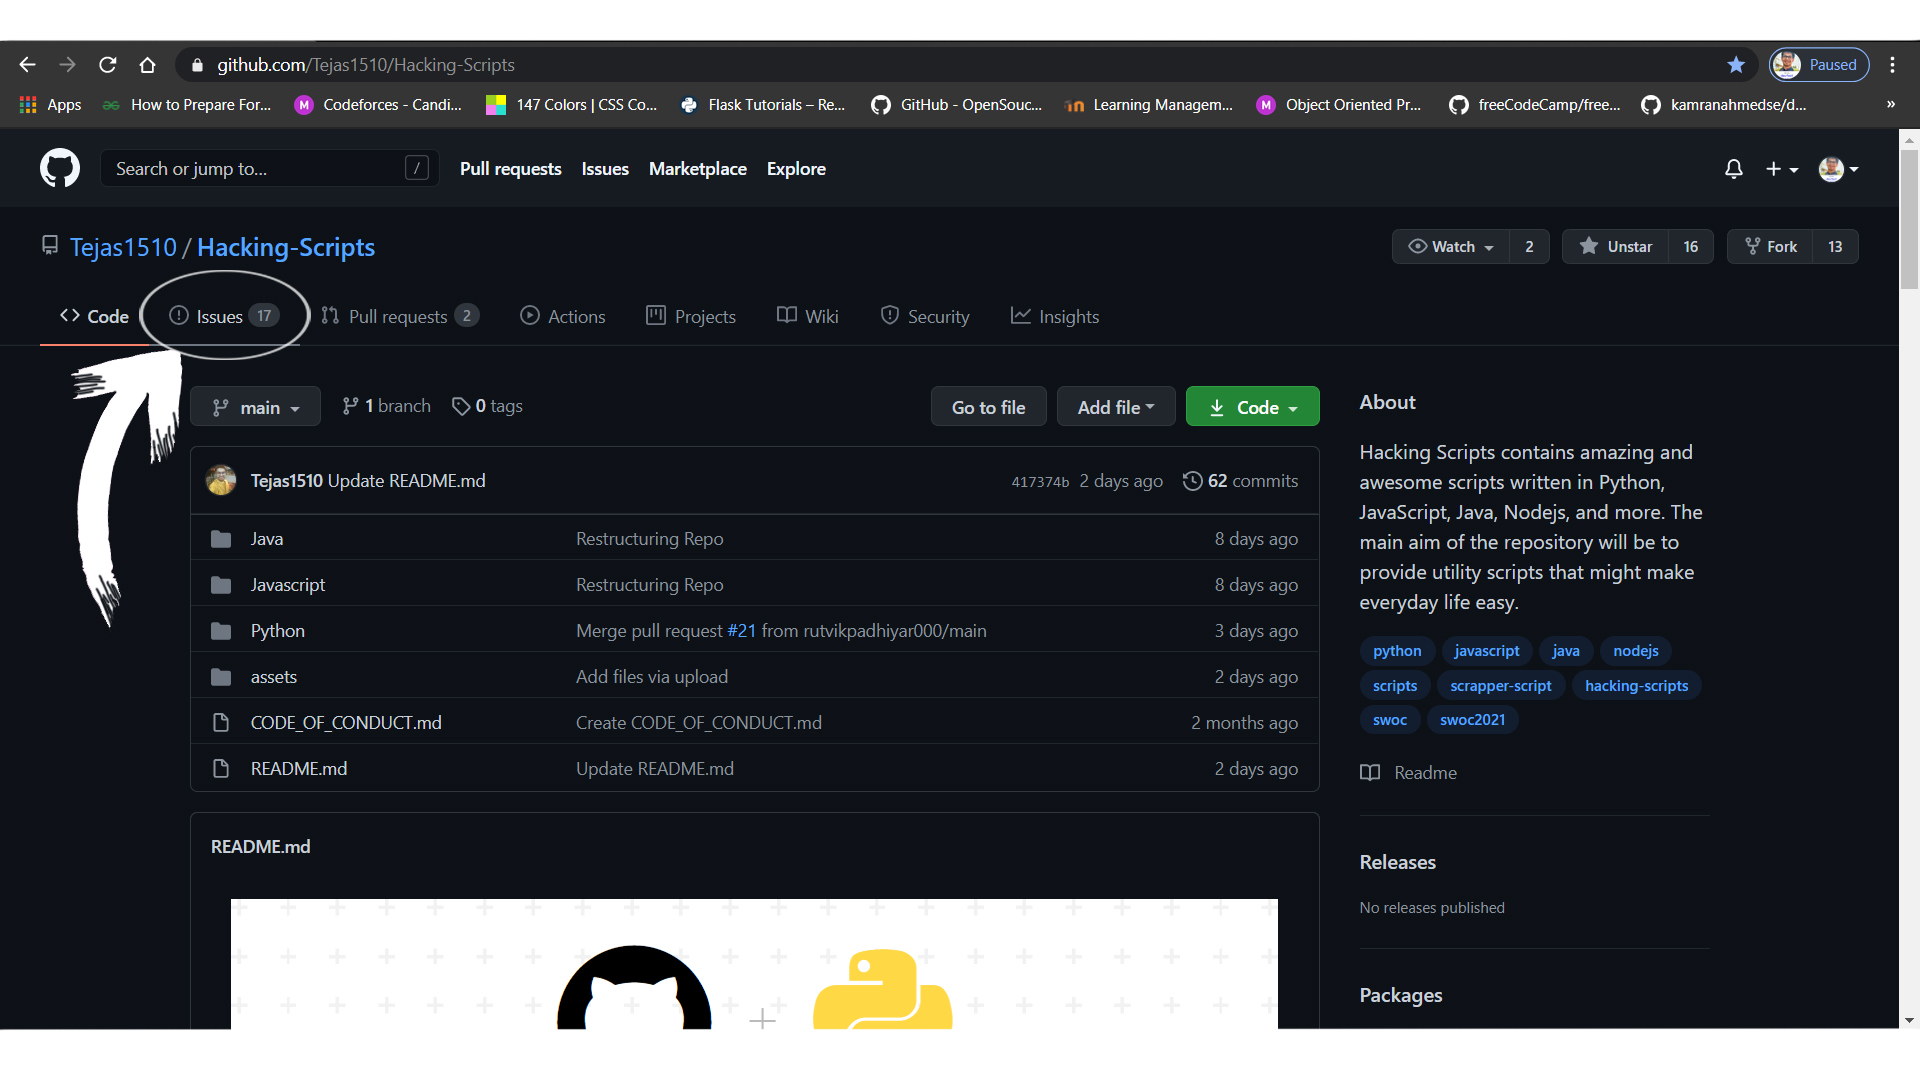 github.com/Tejas1510/Hacking-Scripts
Paused
Apps
How to Prepare For...
Codeforces - Candi...
147 Colors | CSS Co...
Flask Tutorials – Re...
GitHub - OpenSouc...
Learning Managem...
Object Oriented Pr...
freeCodeCamp/free...
kamranahmedse/d...
»
Search or jump to...
/
Pull requests
Issues
Marketplace
Explore
Tejas1510 / Hacking-Scripts
Watch 2
Unstar 16
Fork 13
Code
Issues 17
Pull requests 2
Actions
Projects
Wiki
Security
Insights
main
1 branch
0 tags
Go to file
Add file
Code
Tejas1510 Update README.md
417374b 2 days ago
62 commits
Java Restructuring Repo 8 days ago
Javascript Restructuring Repo 8 days ago
Python Merge pull request #21 from rutvikpadhiyar000/main 3 days ago
assets Add files via upload 2 days ago
CODE_OF_CONDUCT.md Create CODE_OF_CONDUCT.md 2 months ago
README.md Update README.md 2 days ago
README.md
About
Hacking Scripts contains amazing and
awesome scripts written in Python,
JavaScript, Java, Nodejs, and more. The
main aim of the repository will be to
provide utility scripts that might make
everyday life easy.
python javascript java nodejs
scripts scrapper-script hacking-scripts
swoc swoc2021
Readme
Releases
No releases published
Packages